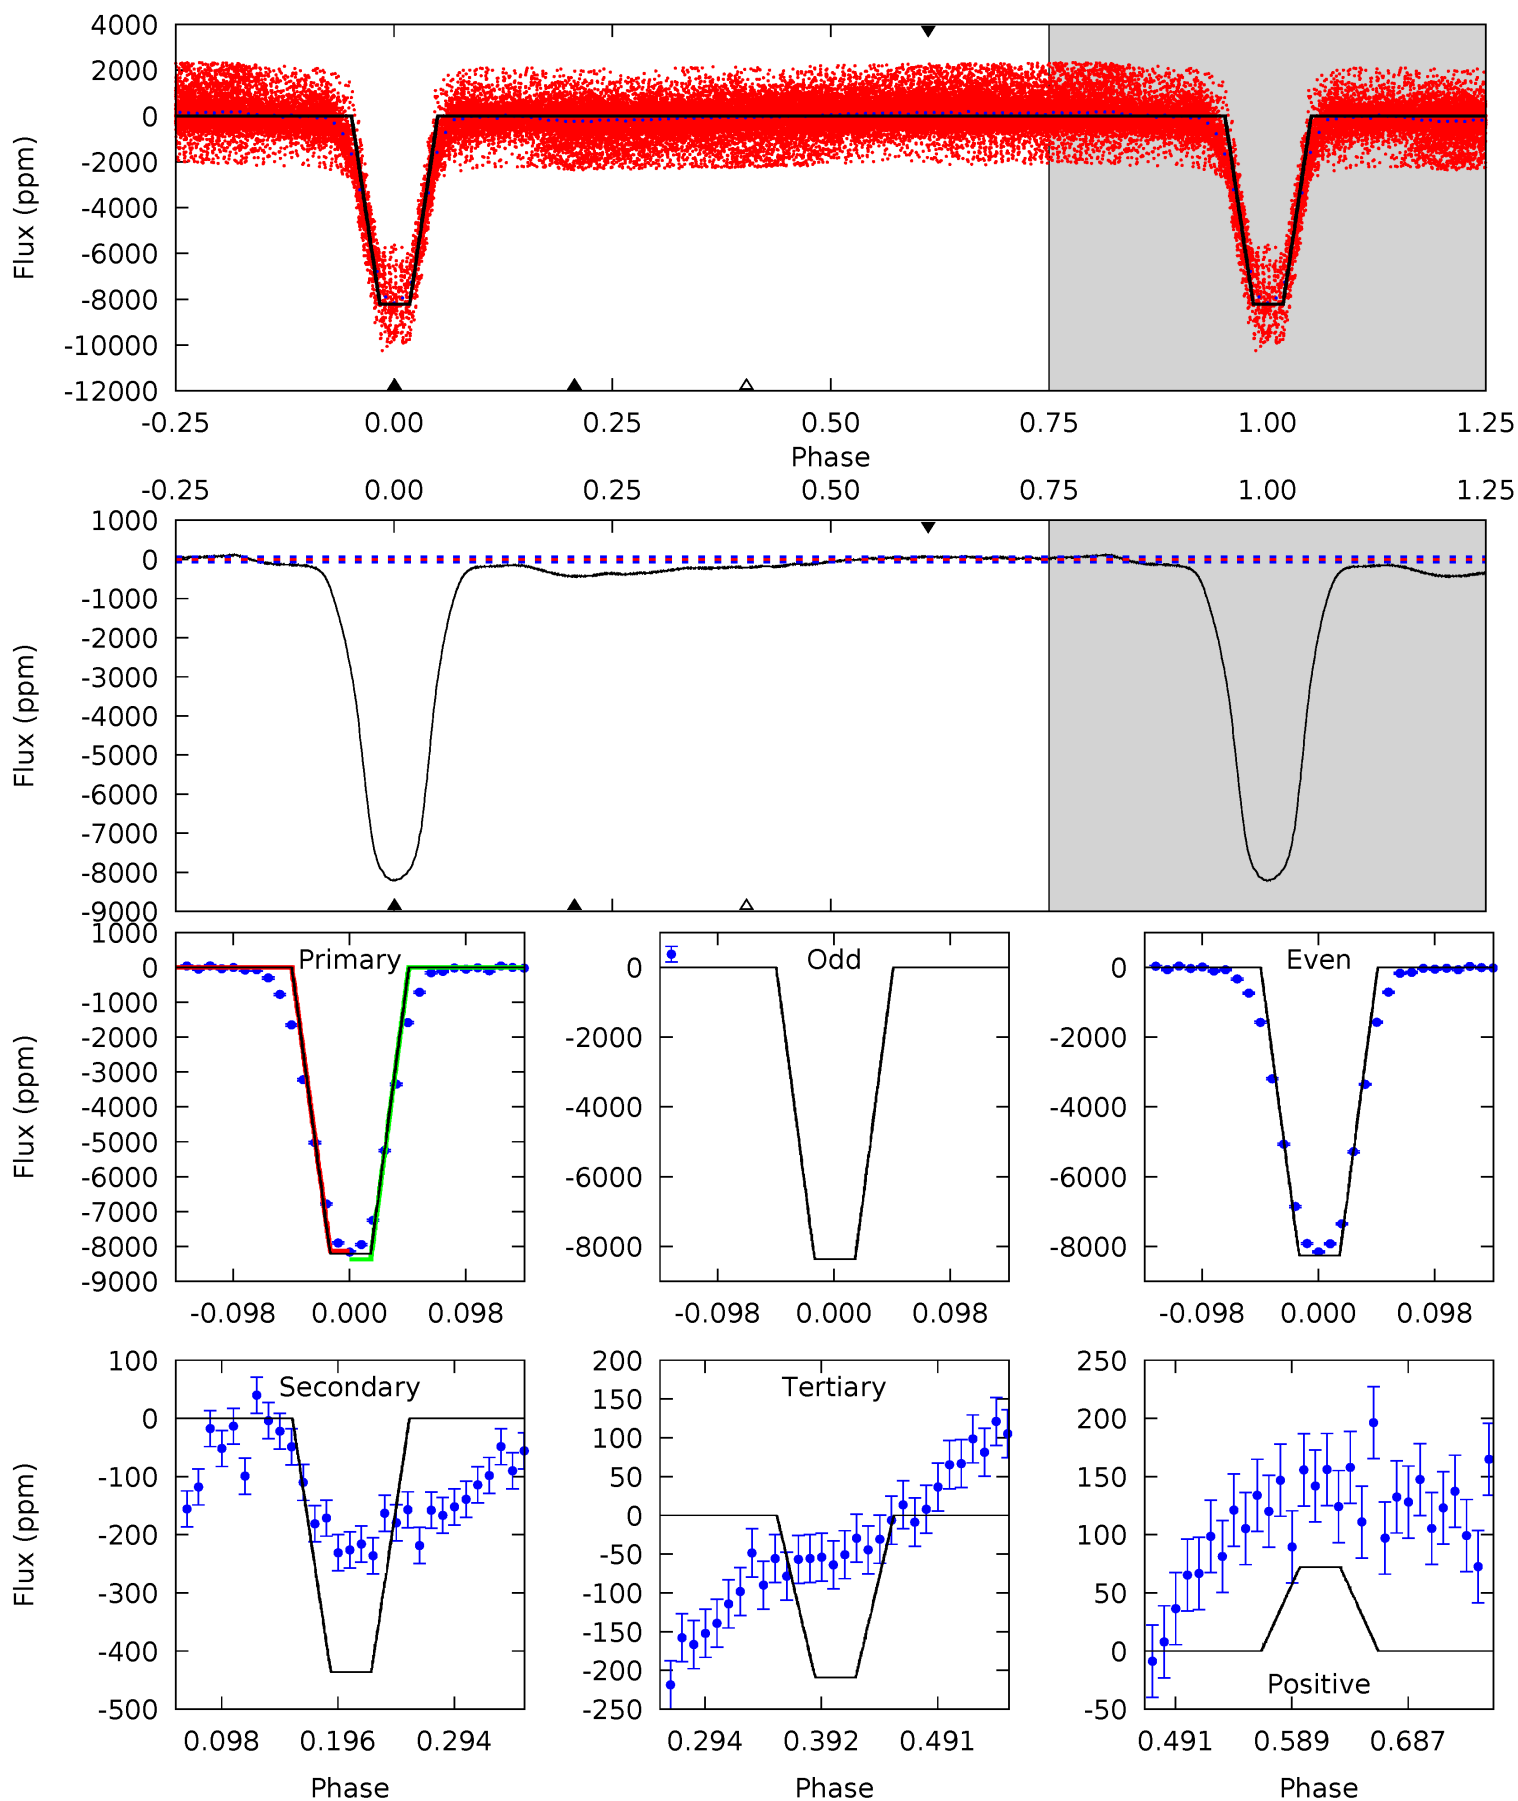 4000
2000
0
-2000
-4000
-6000
-8000
-10000
-12000
Flux (ppm)
-0.25 0.00 0.25 0.50 0.75 1.00 1.25
Phase
-0.25 0.00 0.25 0.50 0.75 1.00 1.25
1000
0
-1000
-2000
-3000
-4000
-5000
-6000
-7000
-8000
-9000
Flux (ppm)
1000
0
-1000
-2000
-3000
-4000
-5000
-6000
-7000
-8000
-9000
Flux (ppm)
Primary
-0.098 0.000 0.098
0
-2000
-4000
-6000
-8000
Odd
-0.098 0.000 0.098
0
-2000
-4000
-6000
-8000
Even
-0.098 0.000 0.098
100
0
-100
-200
-300
-400
-500
Flux (ppm)
Secondary
0.098 0.196 0.294
Phase
200
150
100
50
0
-50
-100
-150
-200
-250
Tertiary
0.294 0.392 0.491
Phase
250
200
150
100
50
0
-50
Positive
0.491 0.589 0.687
Phase